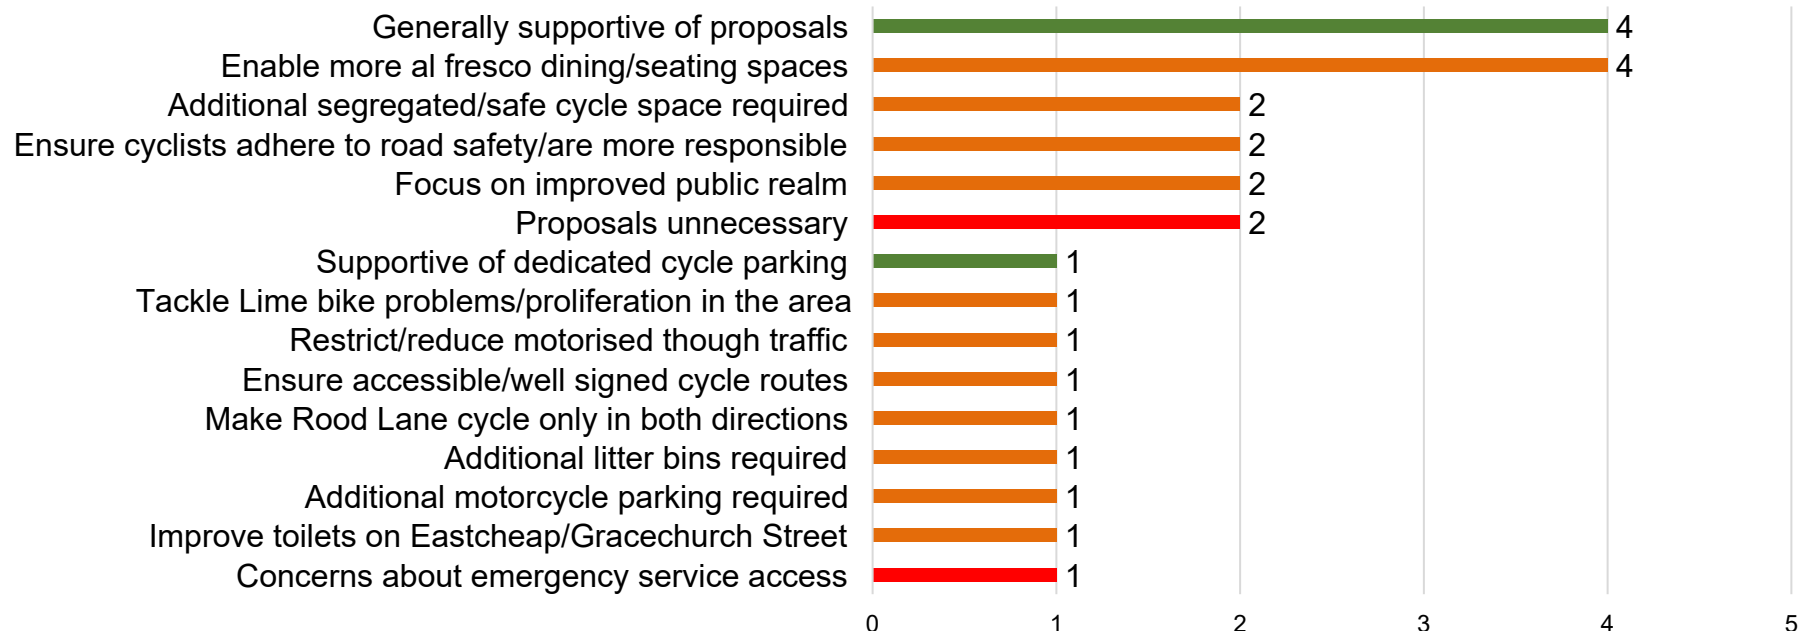 Generally supportive of proposals 4
Enable more al fresco dining/seating spaces 4
Additional segregated/safe cycle space required 2
Ensure cyclists adhere to road safety/are more responsible 2
Focus on improved public realm 2
Proposals unnecessary 2
Supportive of dedicated cycle parking 1
Tackle Lime bike problems/proliferation in the area 1
Restrict/reduce motorised though traffic 1
Ensure accessible/well signed cycle routes 1
Make Rood Lane cycle only in both directions 1
Additional litter bins required 1
Additional motorcycle parking required 1
Improve toilets on Eastcheap/Gracechurch Street 1
Concerns about emergency service access 1
0 1 2 3 4 5